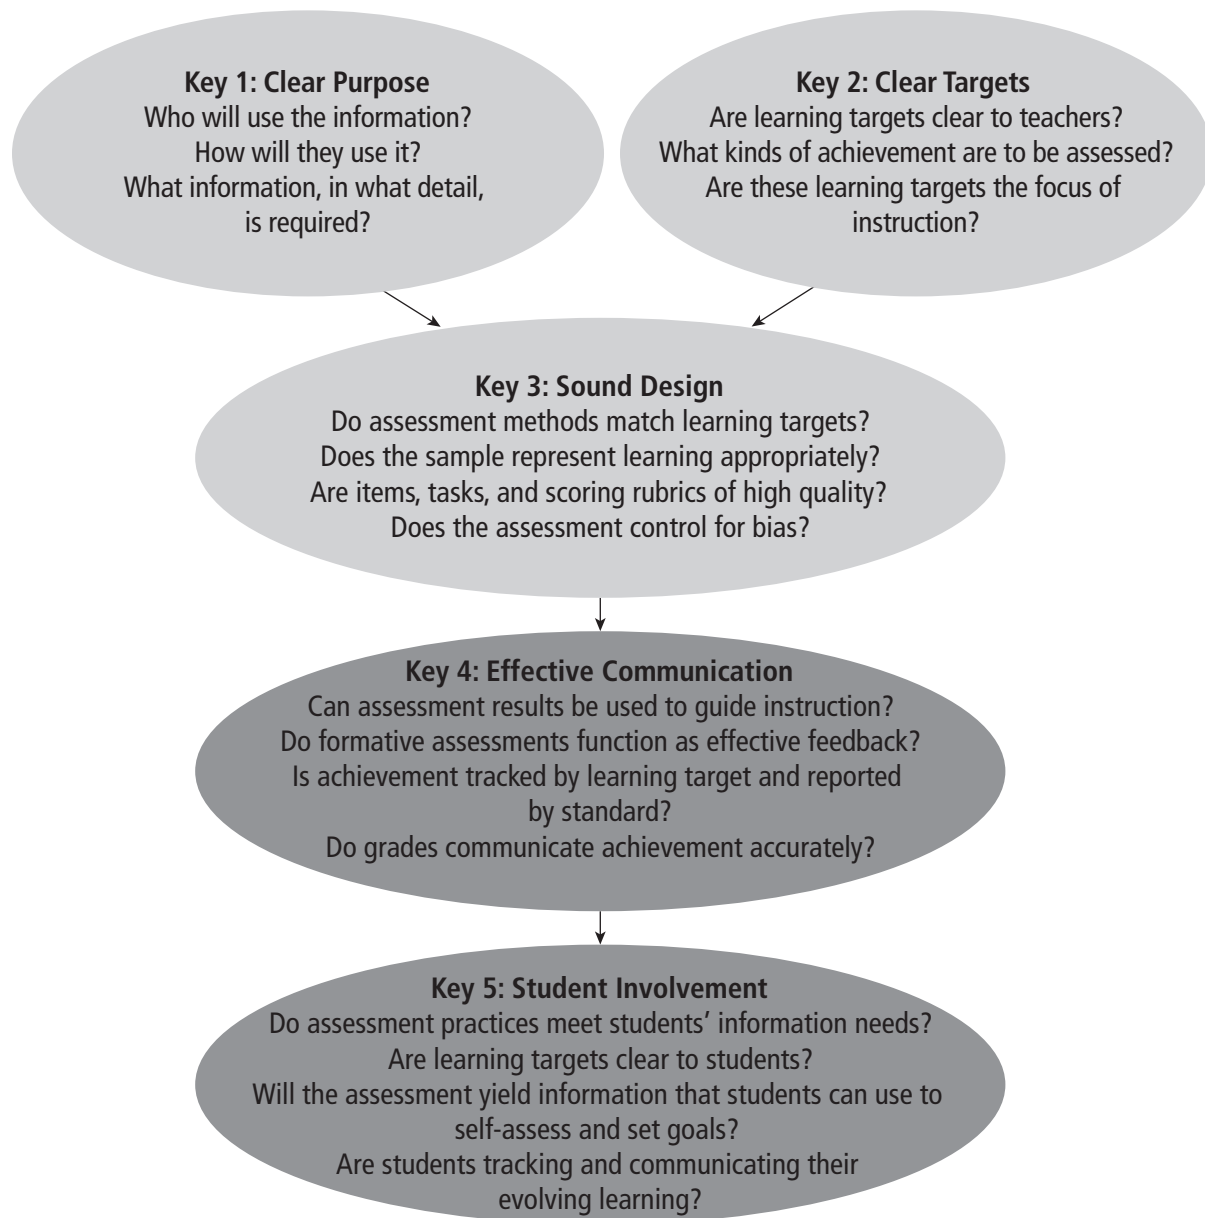 Key 1: Clear Purpose
Who will use the information?
How will they use it?
What information, in what detail,
is required?
Key 2: Clear Targets
Are learning targets clear to teachers?
What kinds of achievement are to be assessed?
Are these learning targets the focus of
instruction?
Key 3: Sound Design
Do assessment methods match learning targets?
Does the sample represent learning appropriately?
Are items, tasks, and scoring rubrics of high quality?
Does the assessment control for bias?
Key 4: Effective Communication
Can assessment results be used to guide instruction?
Do formative assessments function as effective feedback?
Is achievement tracked by learning target and reported
by standard?
Do grades communicate achievement accurately?
Key 5: Student Involvement
Do assessment practices meet students’ information needs?
Are learning targets clear to students?
Will the assessment yield information that students can use to
self-assess and set goals?
Are students tracking and communicating their
evolving learning?